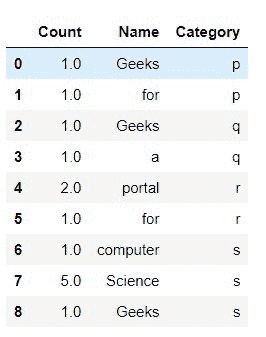 Count Name Category
0 1.0 Geeks p
1 1.0 for p
2 1.0 Geeks q
3 1.0 a q
4 2.0 portal r
5 1.0 for r
6 1.0 computer s
7 5.0 Science s
8 1.0 Geeks s